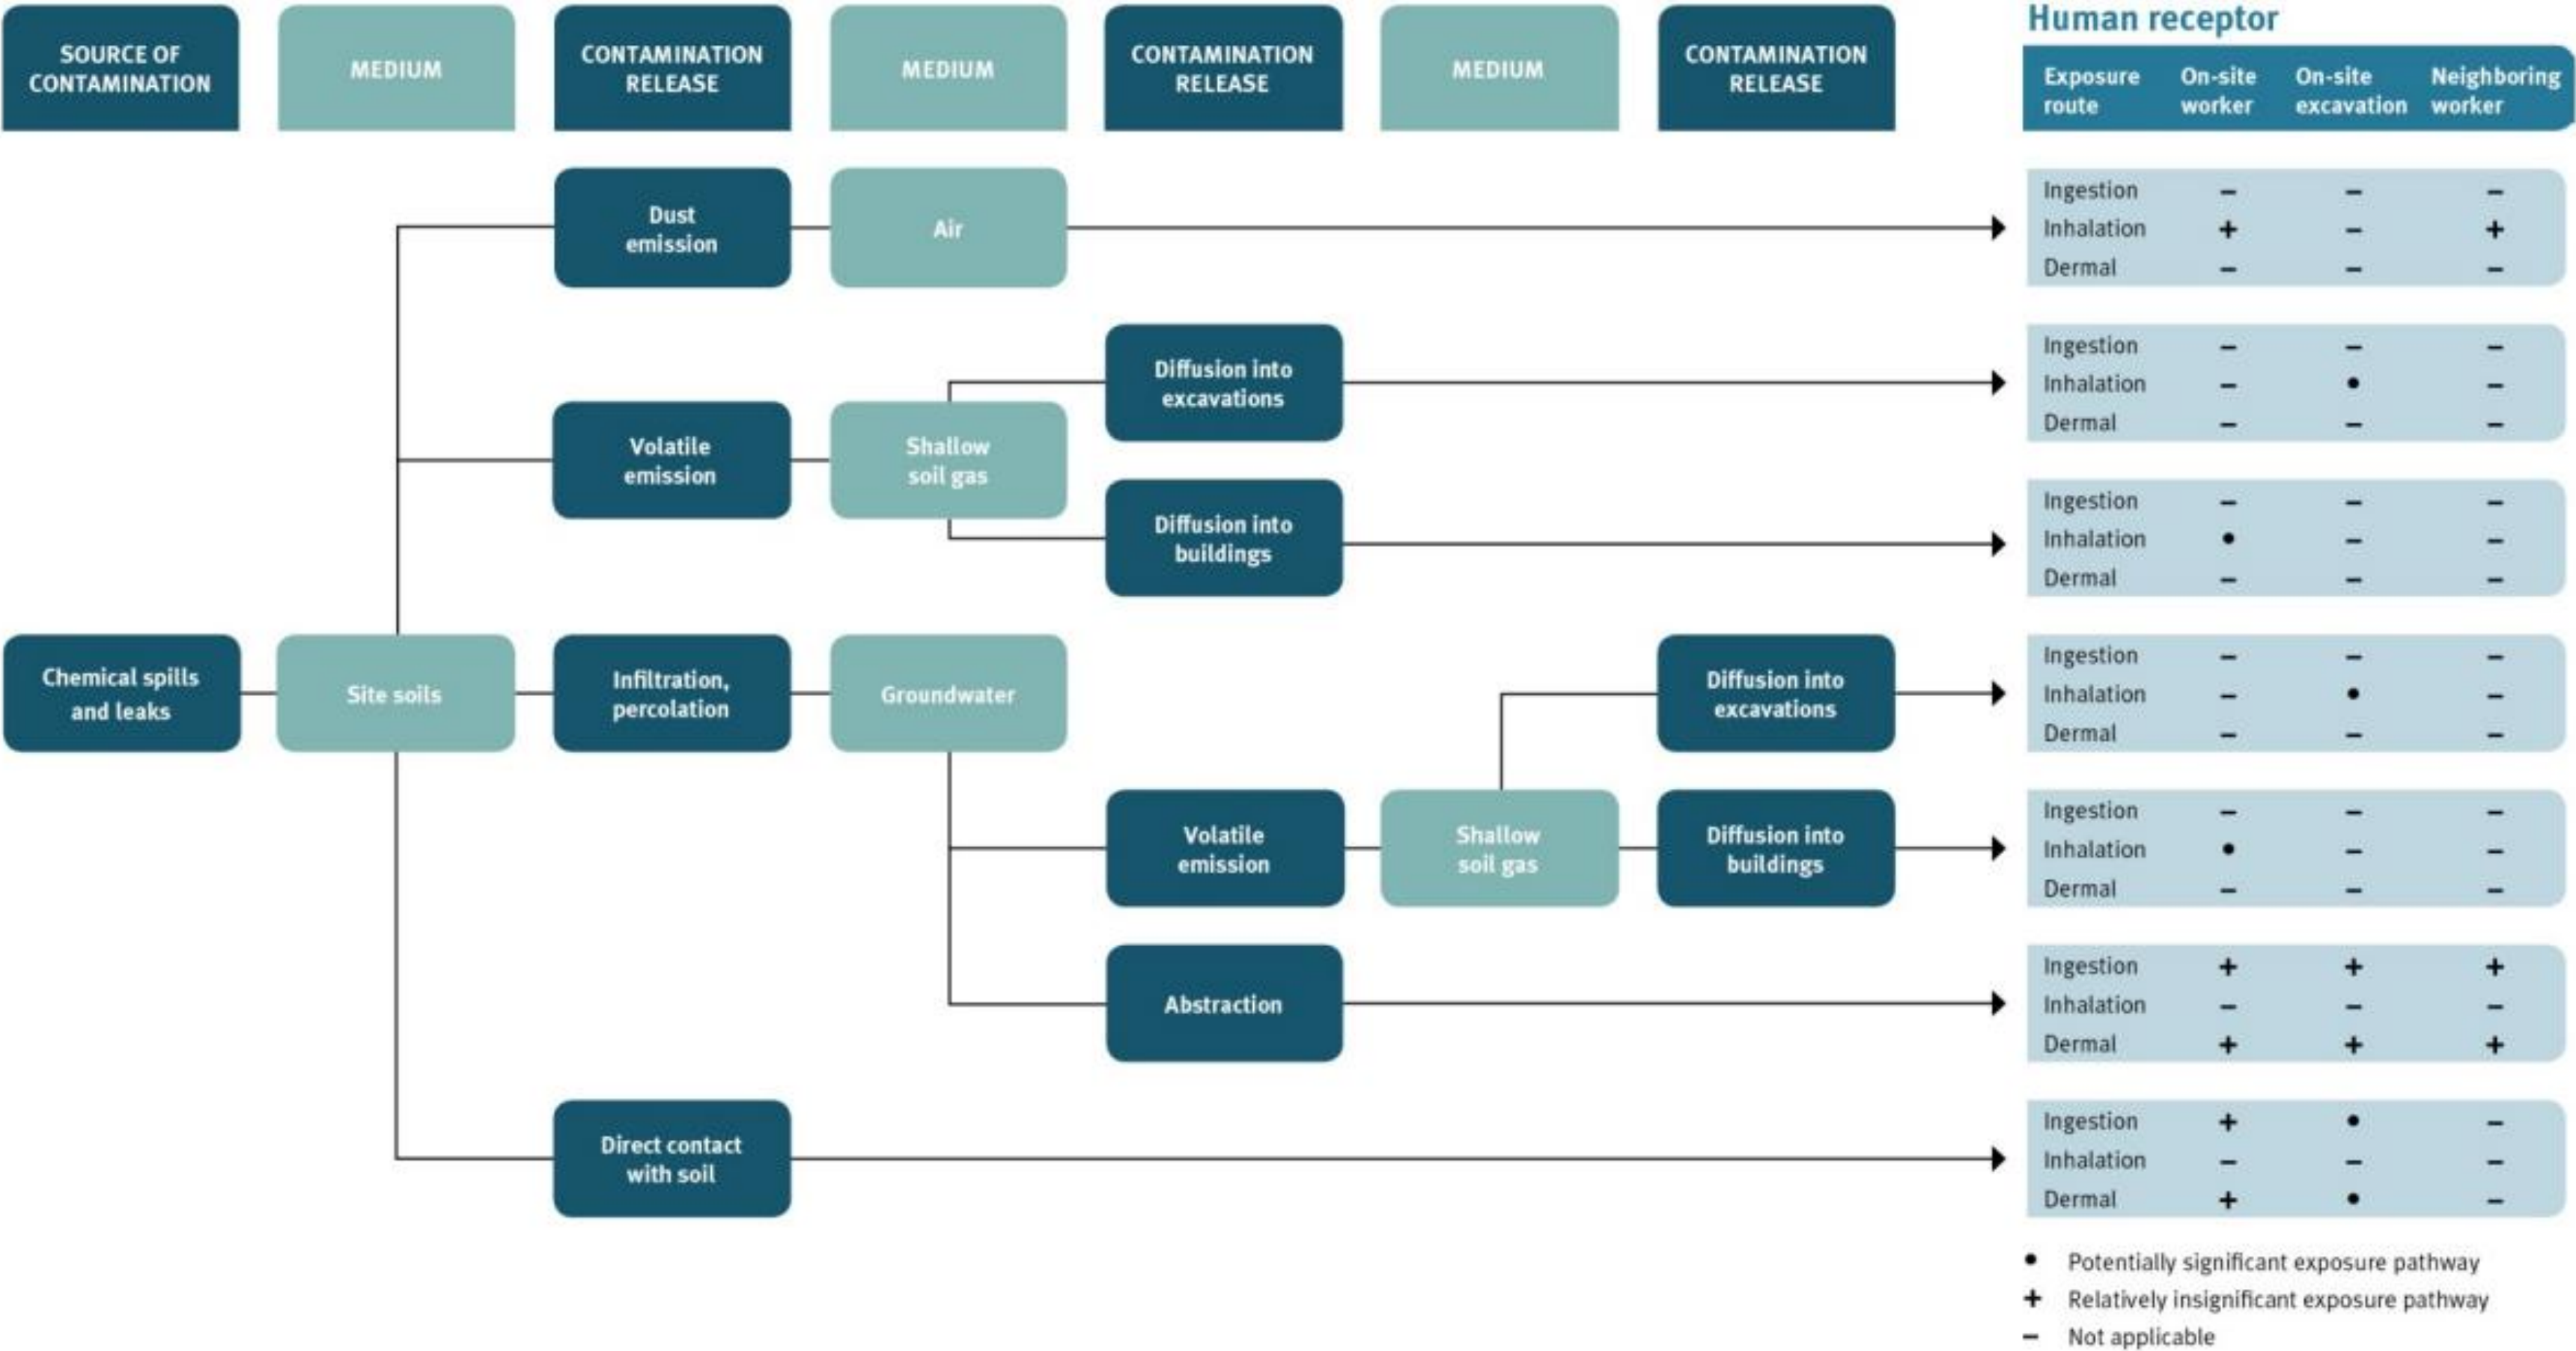 Human receptor
SOURCE OF
CONTAMINATION
MEDIUM
CONTAMINATION
RELEASE
MEDIUM
CONTAMINATION
RELEASE
MEDIUM
CONTAMINATION
RELEASE
Exposure
route
On-site
worker
On-site
excavation
Neighboring
worker
Dust
emission
Air
Ingestion – – –
Inhalation + – +
Dermal – – –
Diffusion into
excavations
Ingestion – – –
Inhalation – • –
Dermal – – –
Volatile
emission
Shallow
soil gas
Diffusion into
buildings
Ingestion – – –
Inhalation • – –
Dermal – – –
Chemical spills
and leaks
Site soils
Infiltration,
percolation
Groundwater
Diffusion into
excavations
Ingestion – – –
Inhalation – • –
Dermal – – –
Volatile
emission
Shallow
soil gas
Diffusion into
buildings
Ingestion – – –
Inhalation • – –
Dermal – – –
Abstraction
Ingestion + + +
Inhalation – – –
Dermal + + +
Direct contact
with soil
Ingestion + • –
Inhalation – – –
Dermal + • –
• Potentially significant exposure pathway
+ Relatively insignificant exposure pathway
– Not applicable